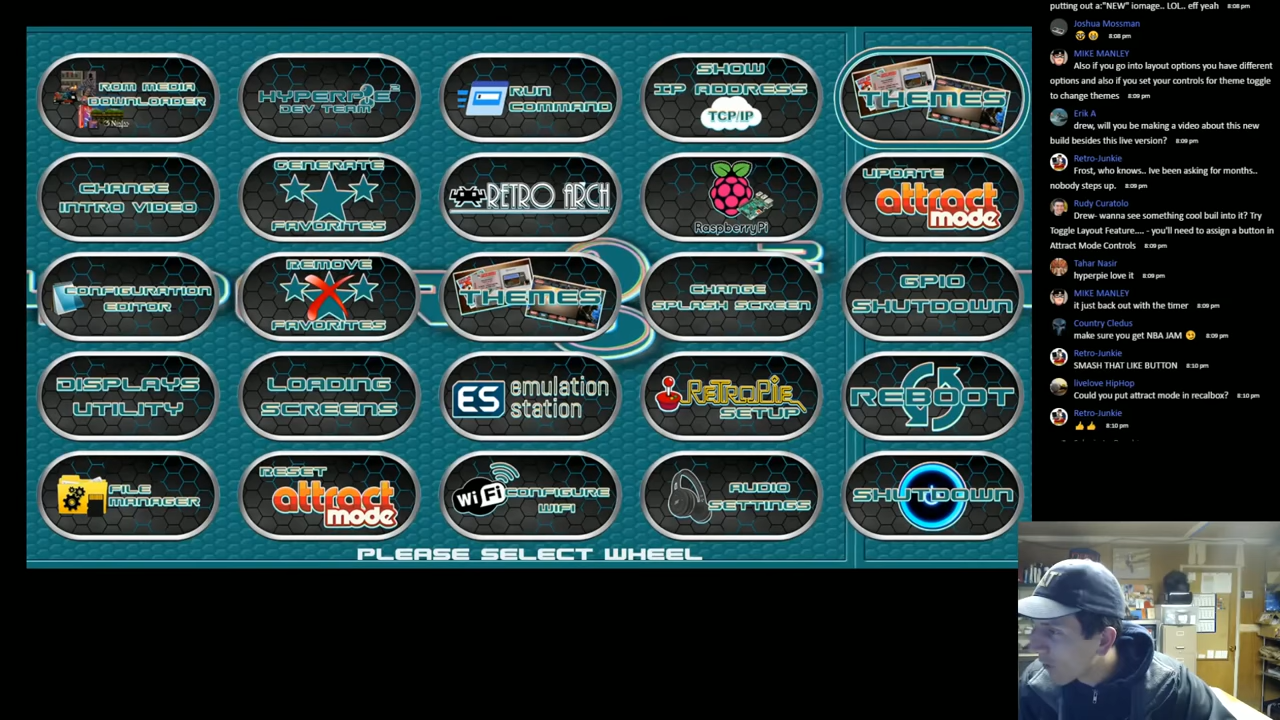 ROM MEDIA
DOWNLOADER
HYPERPIE 2
DEV TEAM
RUN
COMMAND
SHOW
IP ADDRESS
TCP/IP
THEMES
CHANGE
INTRO VIDEO
GENERATE
FAVORITES
RETRO ARCH
RaspberryPi
UPDATE
attract
mode
CONFIGURATION
EDITOR
REMOVE
FAVORITES
THEMES
CHANGE
SPLASH SCREEN
GPIO
SHUTDOWN
DISPLAYS
UTILITY
LOADING
SCREENS
ES emulation
station
RETROPIE
SETUP
REBOOT
FILE
MANAGER
RESET
attract
mode
WiFi CONFIGURE
WIFI
AUDIO
SETTINGS
SHUTDOWN
PLEASE SELECT WHEEL
putting out a:"NEW" iomage.. LOL.. eff yeah 8:08 pm
Joshua Mossman
8:08 pm
MIKE MANLEY
Also if you go into layout options you have different
options and also if you set your controls for theme toggle
to change themes 8:09 pm
Erik A
drew, will you be making a video about this new
build besides this live version? 8:09 pm
Retro-Junkie
Frost, who knows.. Ive been asking for months..
nobody steps up. 8:09 pm
Rudy Curatolo
Drew- wanna see something cool buil into it? Try
Toggle Layout Feature.... - you'll need to assign a button in
Attract Mode Controls 8:09 pm
Tahar Nasir
hyperpie love it 8:09 pm
MIKE MANLEY
it just back out with the timer 8:09 pm
Country Cledus
make sure you get NBA JAM 😏 8:09 pm
Retro-Junkie
SMASH THAT LIKE BUTTON 8:10 pm
livelove HipHop
Could you put attract mode in recalbox? 8:10 pm
Retro-Junkie
👍👍 8:10 pm